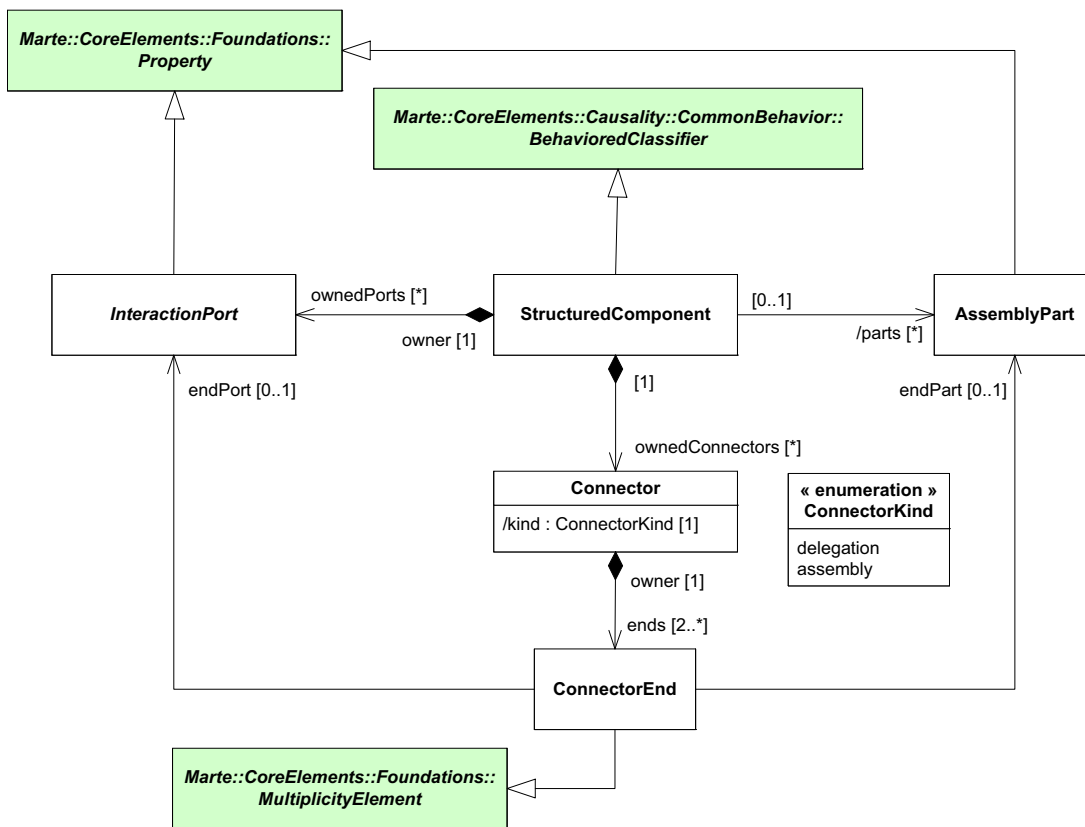 Marte::CoreElements::Foundations::
Property
Marte::CoreElements::Causality::CommonBehavior::
BehavioredClassifier
InteractionPort
ownedPorts [*]
owner [1]
StructuredComponent
[0..1]
/parts [*]
AssemblyPart
endPort [0..1]
[1]
endPart [0..1]
ownedConnectors [*]
Connector
/kind : ConnectorKind [1]
« enumeration »
ConnectorKind
delegation
assembly
owner [1]
ends [2..*]
ConnectorEnd
Marte::CoreElements::Foundations::
MultiplicityElement